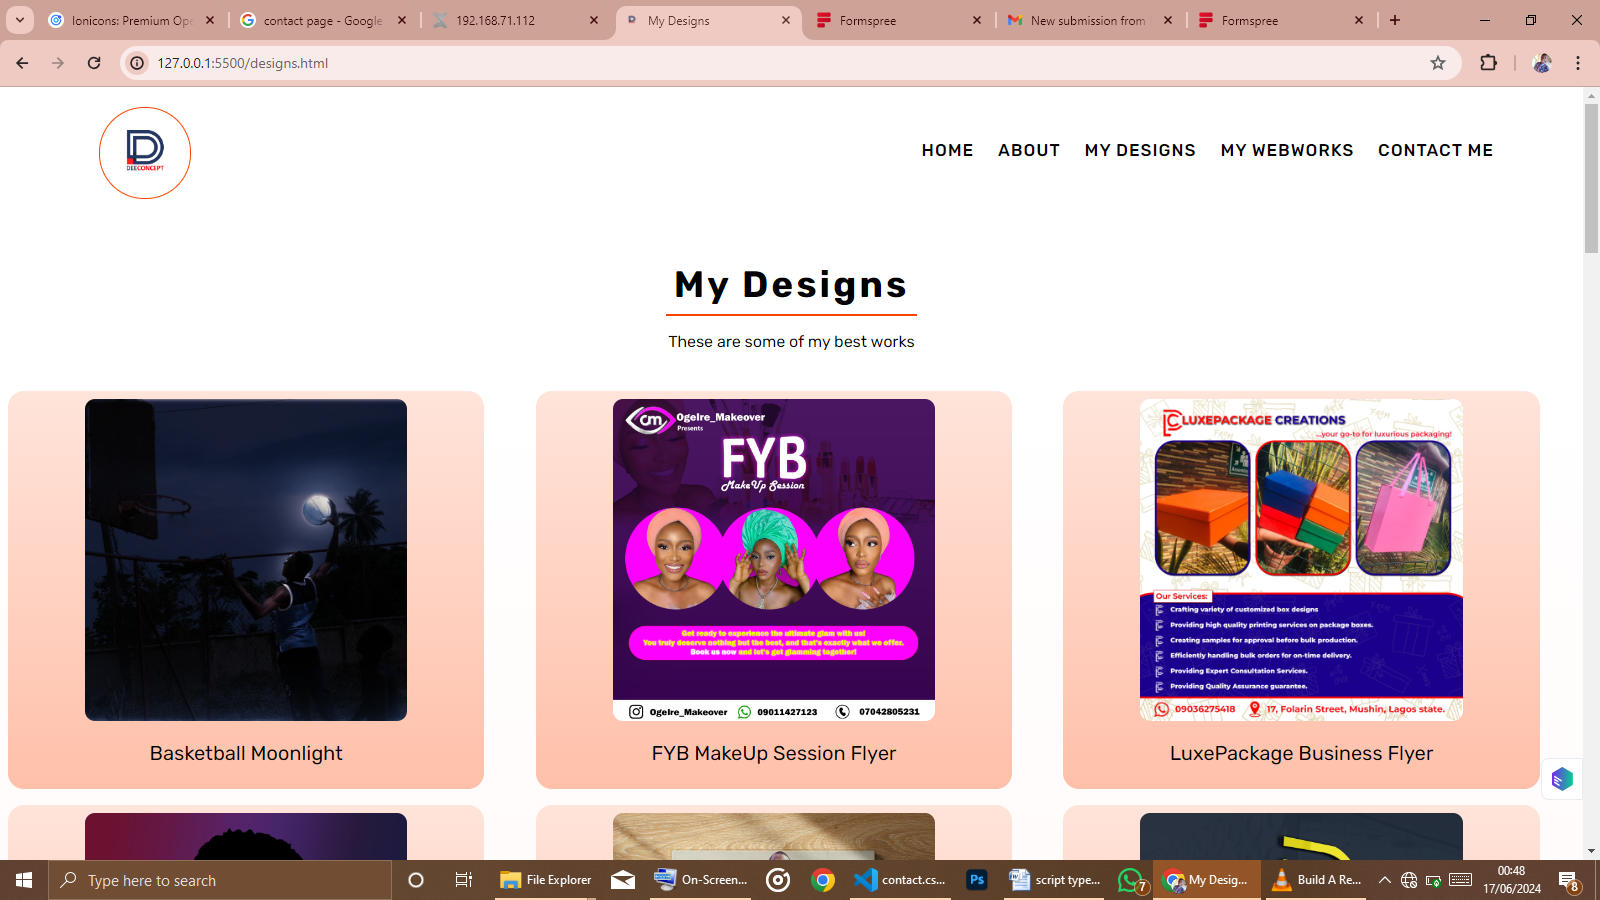 Ionicons: Premium Ope
contact page - Google
192.168.71.112
My Designs
Formspree
New submission from
Formspree
127.0.0.1:5500/designs.html
DEECONCEPT
HOME
ABOUT
MY DESIGNS
MY WEBWORKS
CONTACT ME
My Designs
These are some of my best works
Basketball Moonlight
cm
OgeIre_Makeover
Presents
FYB
MakeUp Session
Get ready to experience the ultimate glam with us!
You truly deserve nothing but the best, and that's exactly what we offer.
Book us now and let's get glamming together!
OgeIre_Makeover
09011427123
07042805231
FYB MakeUp Session Flyer
LUXEPACKAGE CREATIONS
...your go-to for luxurious packaging!
Our Services:
Crafting variety of customized box designs
Providing high quality printing services on package boxes.
Creating samples for approval before bulk production.
Efficiently handling bulk orders for on-time delivery.
Providing Expert Consultation Services.
Providing Quality Assurance guarantee.
09036275418
17, Folarin Street, Mushin, Lagos state.
LuxePackage Business Flyer
Type here to search
File Explorer
On-Screen...
contact.cs...
Ps
script type...
7
My Desig...
Build A Re...
00:48
17/06/2024
8